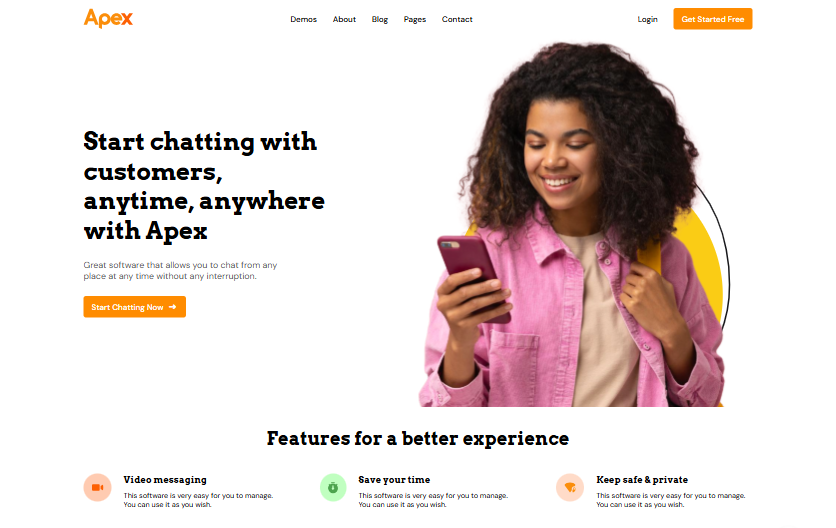 Apex
Demos About Blog Pages Contact
Login
Get Started Free
Start chatting with
customers,
anytime, anywhere
with Apex
Great software that allows you to chat from any
place at any time without any interruption.
Start Chatting Now →
Features for a better experience
Video messaging
This software is very easy for you to manage.
You can use it as you wish.
Save your time
This software is very easy for you to manage.
You can use it as you wish.
Keep safe & private
This software is very easy for you to manage.
You can use it as you wish.